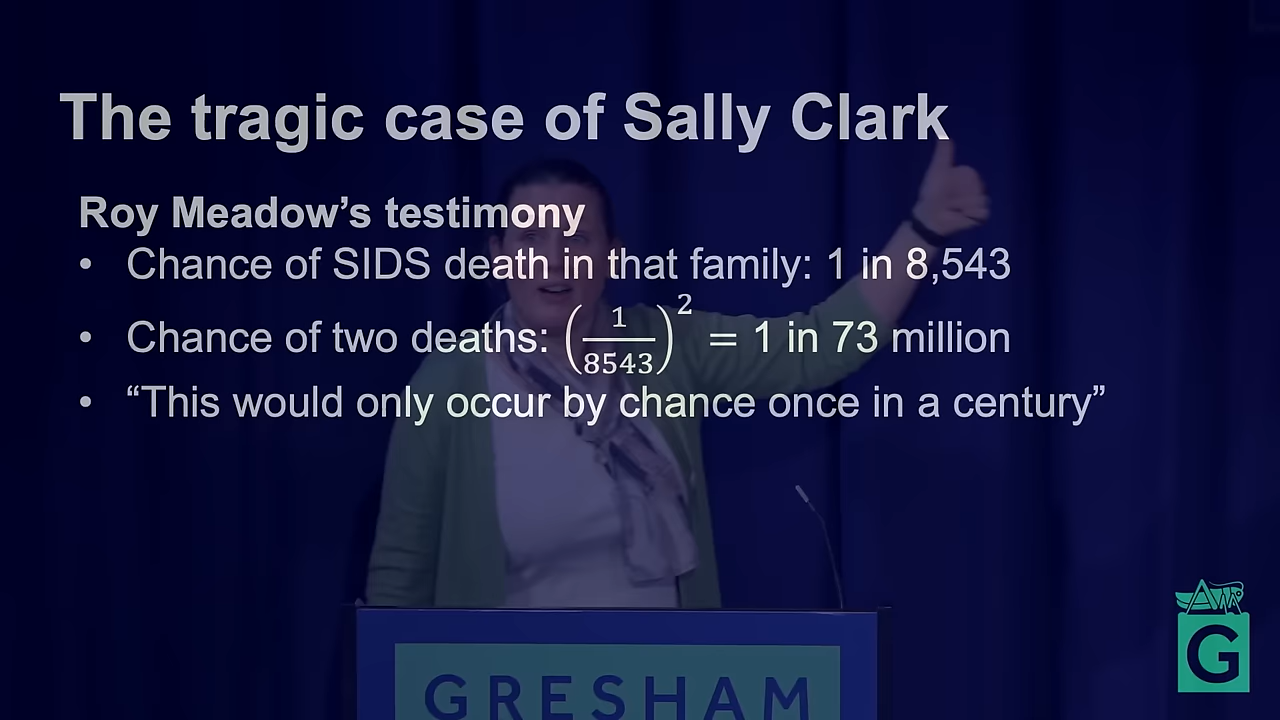 The tragic case of Sally Clark
Roy Meadow’s testimony
• Chance of SIDS death in that family: 1 in 8,543
• Chance of two deaths: (1/8543)² = 1 in 73 million
• “This would only occur by chance once in a century”
GRESHAM
G